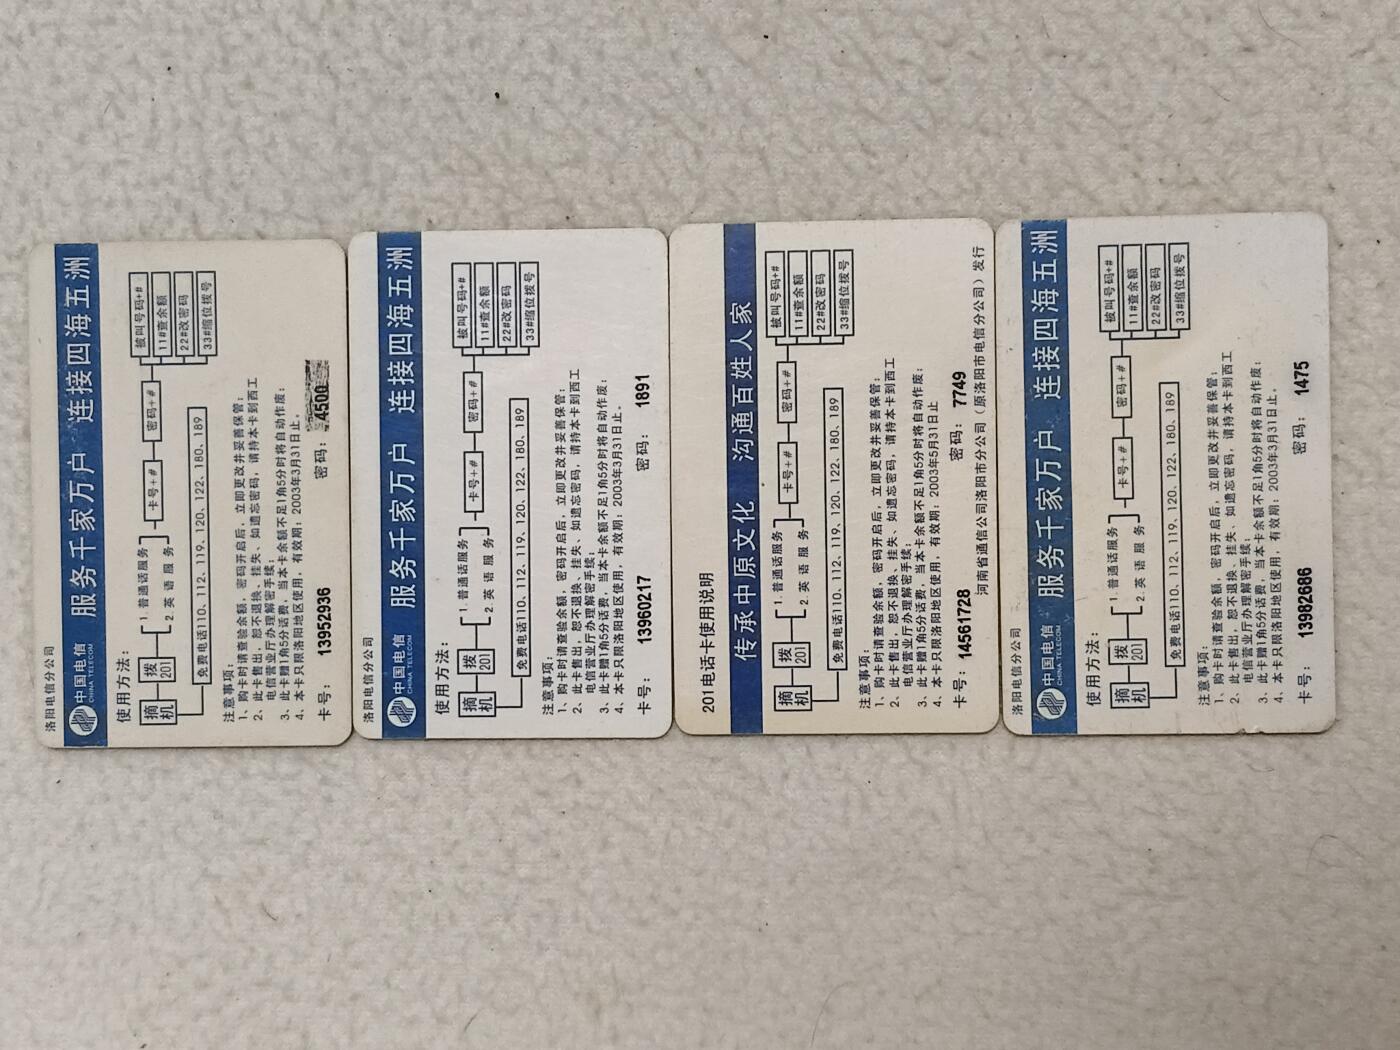 洛阳电信分公司
中国电信
CHINA TELECOM
服务千家万户 连接四海五洲
使用方法:
摘机
拨201
1. 普通话服务
2. 英语服务
卡号+#
密码+#
被叫号码+#
11#查余额
22#改密码
33#缩位拨号
免费电话110、112、119、120、122、180、189
注意事项:
1、购卡时请查验余额, 密码开启后, 立即更改并妥善保管;
2、此卡售出, 恕不退换、挂失、如遗忘密码, 请持本卡到西工
电信营业厅办理解密手续;
3、此卡赠1角5分话费, 当本卡余额不足1角5分时将自动作废;
4、本卡只限洛阳地区使用, 有效期: 2003年3月31日止。
卡号: 13952936 密码: 4500
洛阳电信分公司
中国电信
CHINA TELECOM
服务千家万户 连接四海五洲
使用方法:
摘机
拨201
1. 普通话服务
2. 英语服务
卡号+#
密码+#
被叫号码+#
11#查余额
22#改密码
33#缩位拨号
免费电话110、112、119、120、122、180、189
注意事项:
1、购卡时请查验余额, 密码开启后, 立即更改并妥善保管;
2、此卡售出, 恕不退换、挂失、如遗忘密码, 请持本卡到西工
电信营业厅办理解密手续;
3、此卡赠1角5分话费, 当本卡余额不足1角5分时将自动作废;
4、本卡只限洛阳地区使用, 有效期: 2003年3月31日止。
卡号: 13960217 密码: 1891
201电话卡使用说明
传承中原文化 沟通百姓人家
摘机
拨201
1. 普通话服务
2. 英语服务
卡号+#
密码+#
被叫号码+#
11#查余额
22#改密码
33#缩位拨号
免费电话110、112、119、120、122、180、189
注意事项:
1、购卡时请查验余额, 密码开启后, 立即更改并妥善保管;
2、此卡售出, 恕不退换、挂失、如遗忘密码, 请持本卡到西工
电信营业厅办理解密手续;
3、此卡赠1角5分话费, 当本卡余额不足1角5分时将自动作废;
4、本卡只限洛阳地区使用, 有效期: 2003年5月31日止
卡号: 14561728 密码: 7749
河南省通信公司洛阳市分公司(原洛阳市电信分公司)发行
洛阳电信分公司
中国电信
CHINA TELECOM
服务千家万户 连接四海五洲
使用方法:
摘机
拨201
1. 普通话服务
2. 英语服务
卡号+#
密码+#
被叫号码+#
11#查余额
22#改密码
33#缩位拨号
免费电话110、112、119、120、122、180、189
注意事项:
1、购卡时请查验余额, 密码开启后, 立即更改并妥善保管;
2、此卡售出, 恕不退换、挂失、如遗忘密码, 请持本卡到西工
电信营业厅办理解密手续;
3、此卡赠1角5分话费, 当本卡余额不足1角5分时将自动作废;
4、本卡只限洛阳地区使用, 有效期: 2003年3月31日止。
卡号: 13982686 密码: 1475